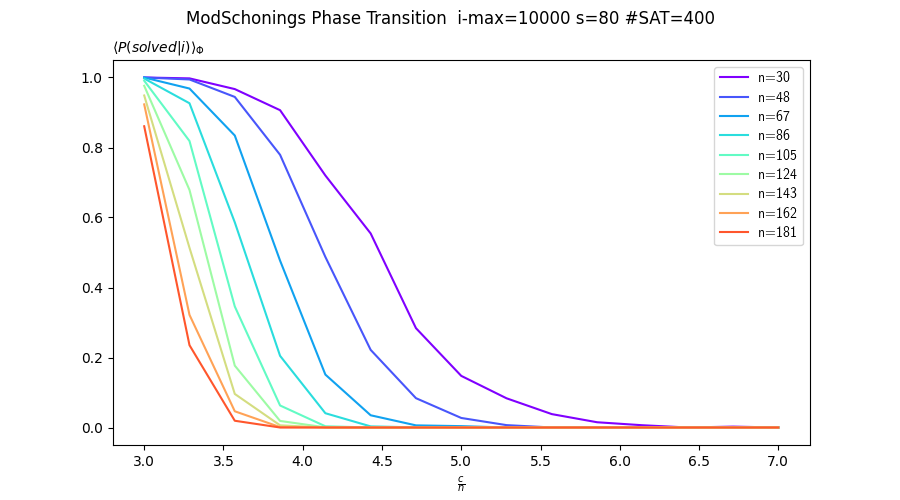 ModSchonings Phase Transition  i-max=10000 s=80 #SAT=400
⟨P(solved|i)⟩_Φ
1.0
0.8
0.6
0.4
0.2
0.0
n=30
n=48
n=67
n=86
n=105
n=124
n=143
n=162
n=181
3.0 3.5 4.0 4.5 5.0 5.5 6.0 6.5 7.0
c/n